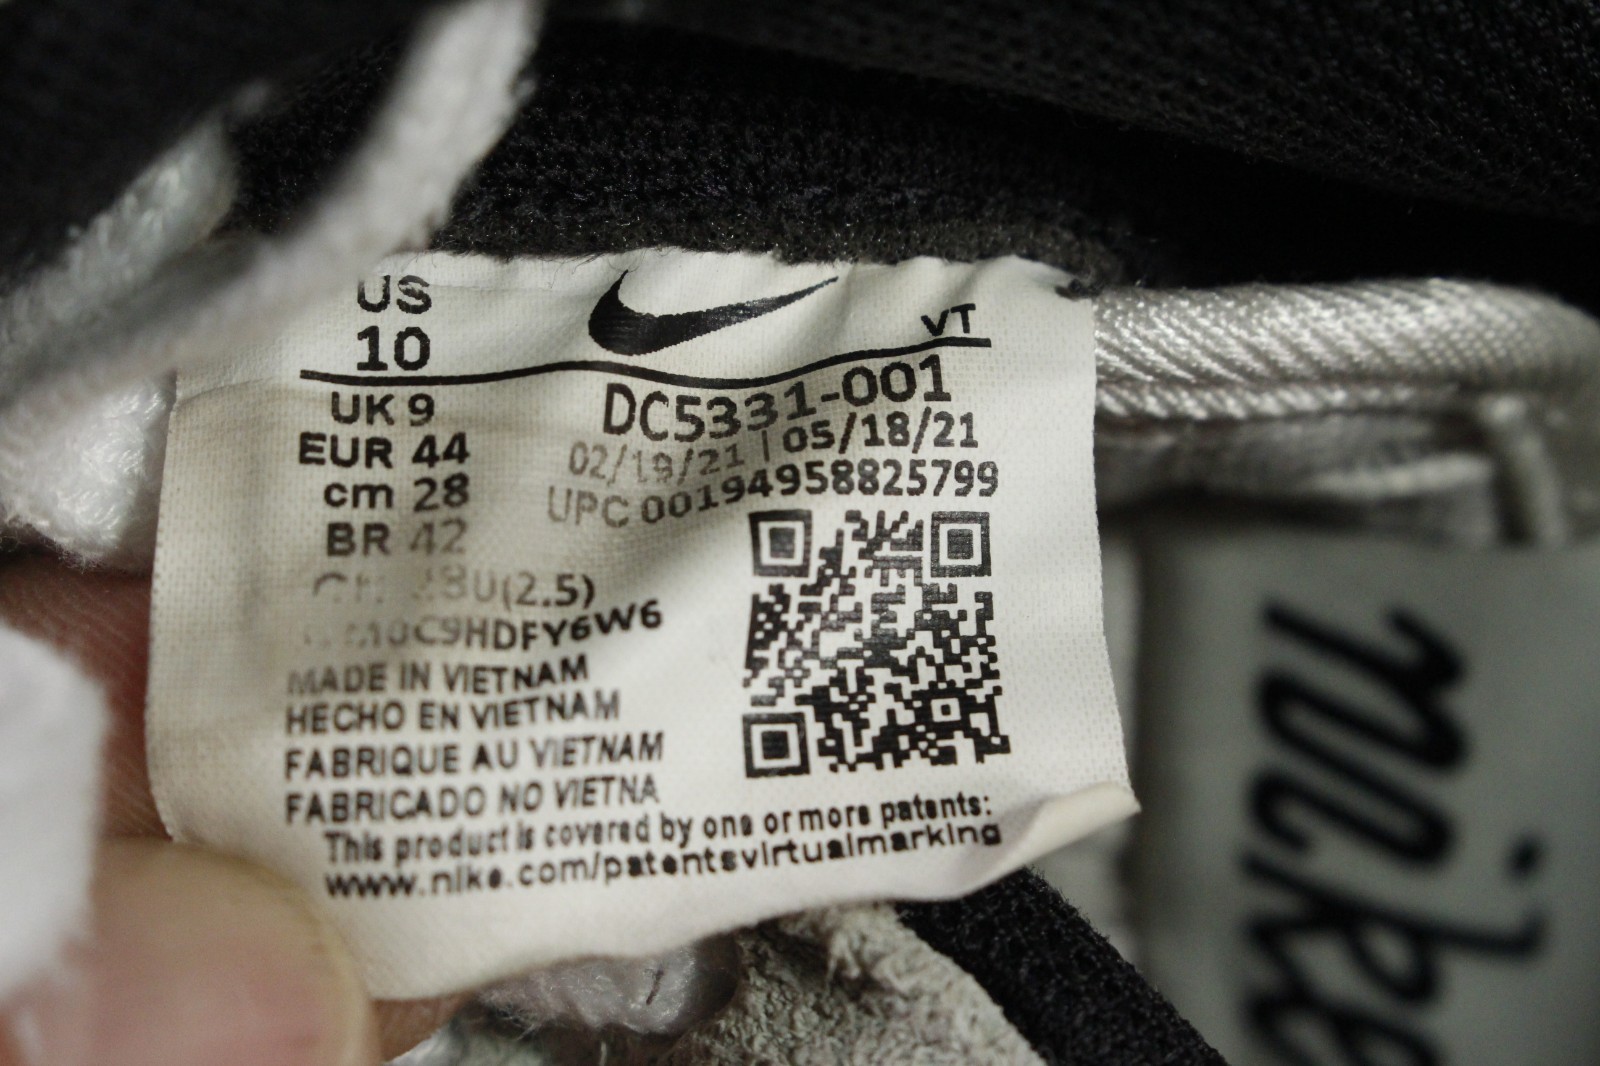 US
10
VT
UK 9
EUR 44
cm 28
BR 42
DC5331-001
02/19/21 | 05/18/21
UPC 00194958825799
(2.5)
MADE IN VIETNAM
HECHO EN VIETNAM
FABRIQUE AU VIETNAM
FABRICADO NO VIETNA
This product is covered by one or more patents:
www.nike.com/patentsvirtualmarking